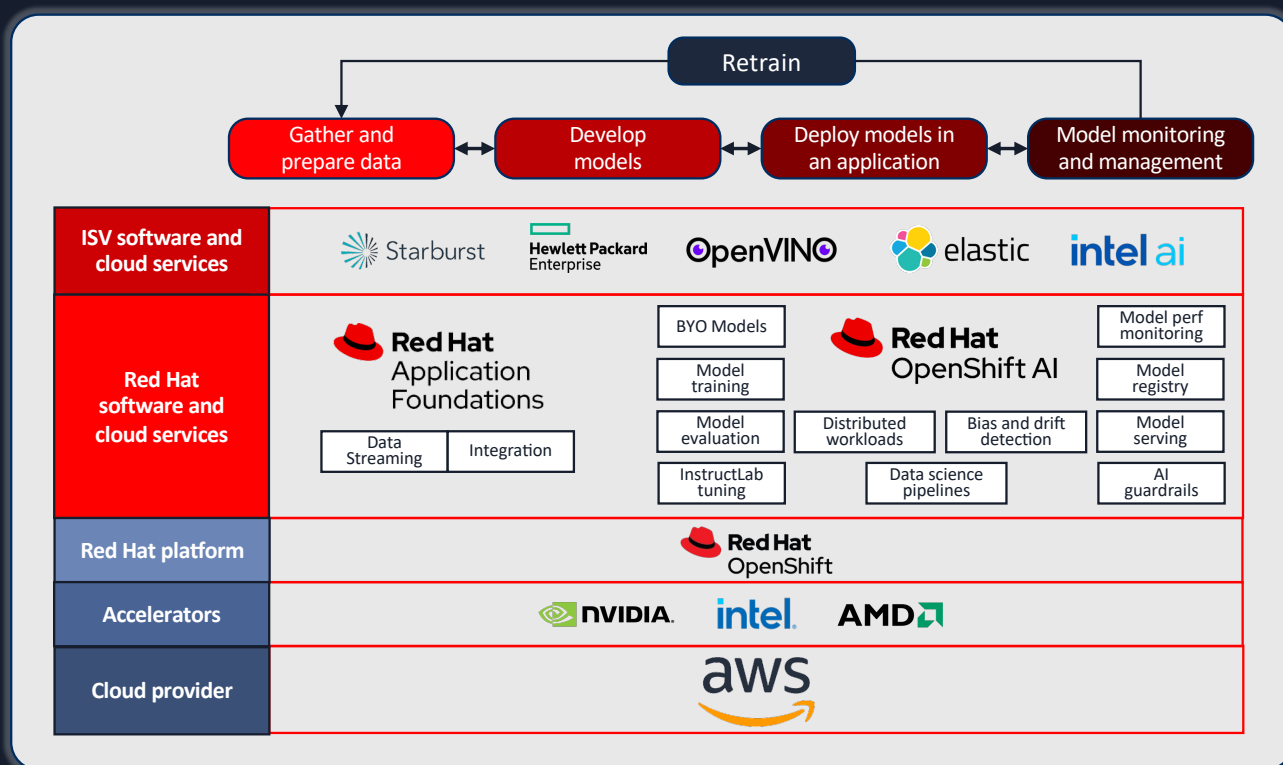 Retrain
Gather and
prepare data
Develop
models
Deploy models in
an application
Model monitoring
and management
ISV software and
cloud services
Starburst
Hewlett Packard
Enterprise
OpenVINO
elastic
intel ai
Red Hat
software and
cloud services
Red Hat
Application
Foundations
Data
Streaming
Integration
BYO Models
Model
training
Model
evaluation
InstructLab
tuning
Red Hat
OpenShift AI
Distributed
workloads
Bias and drift
detection
Data science
pipelines
Model perf
monitoring
Model
registry
Model
serving
AI
guardrails
Red Hat platform
Red Hat
OpenShift
Accelerators
NVIDIA.
intel.
AMD
Cloud provider
aws